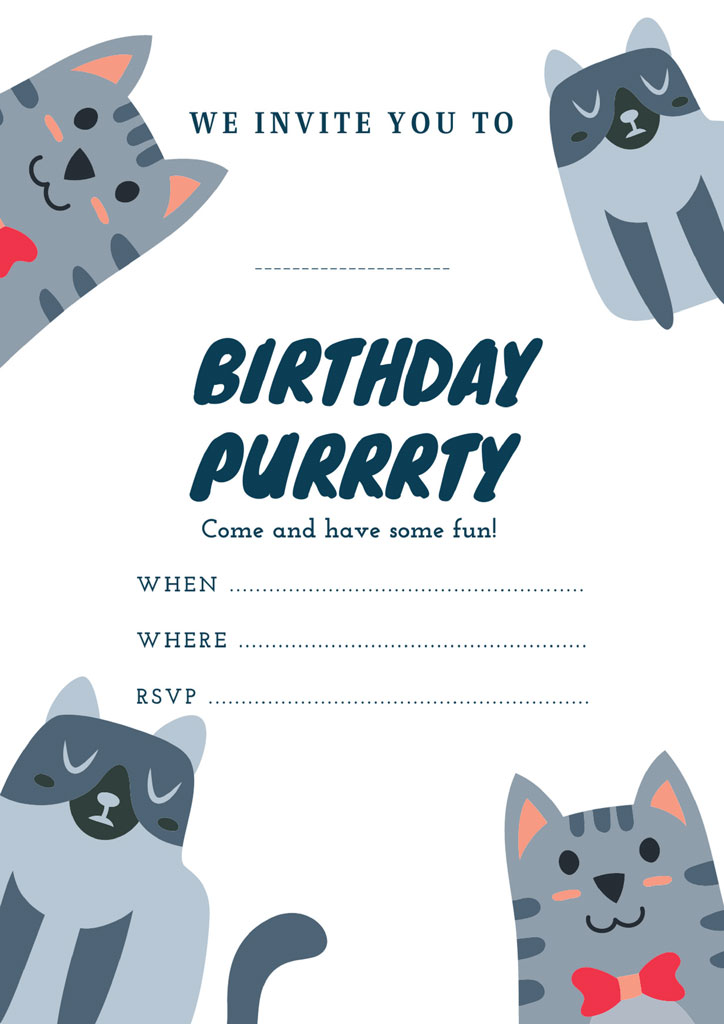 WE INVITE YOU TO
---------------------
BIRTHDAY
PURRRTY
Come and have some fun!
WHEN ......................................................
WHERE .....................................................
RSVP ..........................................................